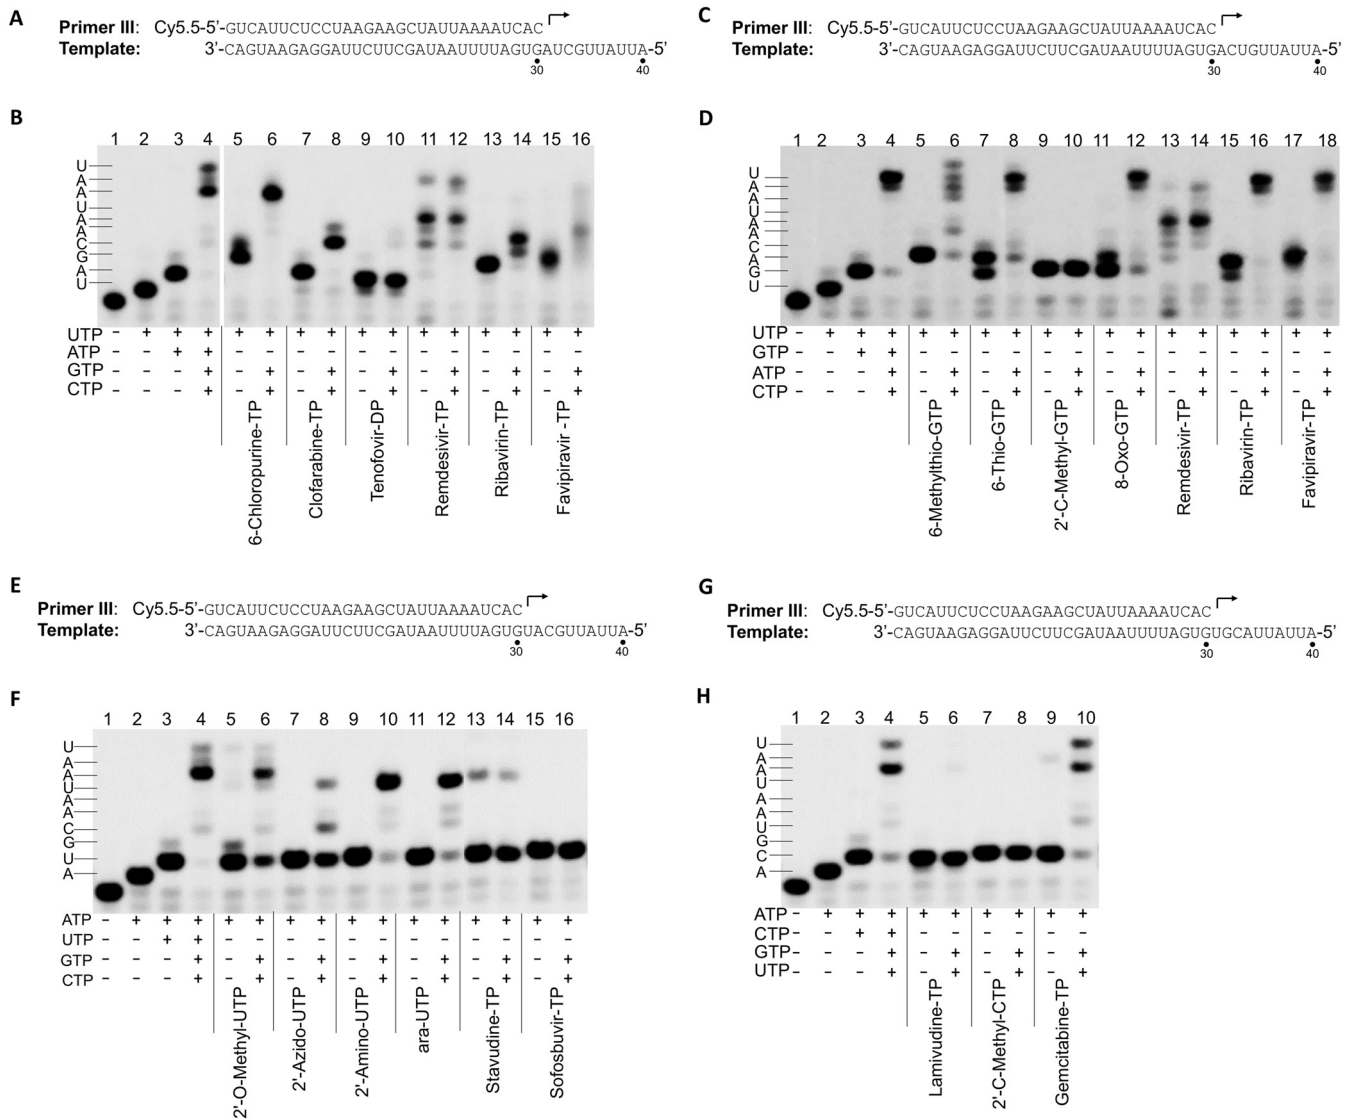 A
Primer III: Cy5.5-5'-GUCAUUCUCCUAAGAAGCUAUUAAAAUCAC
Template: 3'-CAGUAAGAGGAUUCUUCGAUAAUUUUAGUGAUCGUUAUUA-5'
30 40
B
1 2 3 4 5 6 7 8 9 10 11 12 13 14 15 16
U
A
A
U
A
A
C
G
A
U
UTP - + + + + + + + + + + + + + + +
ATP - - + + - - - - - - - - - - - -
GTP - - - + - + - + - + - + - + - +
CTP - - - + - + - + - + - + - + - +
6-Chloropurine-TP
Clofarabine-TP
Tenofovir-DP
Remdesivir-TP
Ribavirin-TP
Favipiravir -TP
C
Primer III: Cy5.5-5'-GUCAUUCUCCUAAGAAGCUAUUAAAAUCAC
Template: 3'-CAGUAAGAGGAUUCUUCGAUAAUUUUAGUGACUGUUAUUA-5'
30 40
D
1 2 3 4 5 6 7 8 9 10 11 12 13 14 15 16 17 18
U
A
A
U
A
A
C
A
G
U
UTP - + + + + + + + + + + + + + + + + +
GTP - - + + - - - - - - - - - - - - - -
ATP - - - + - + - + - + - + - + - + - +
CTP - - - + - + - + - + - + - + - + - +
6-Methylthio-GTP
6-Thio-GTP
2'-C-Methyl-GTP
8-Oxo-GTP
Remdesivir-TP
Ribavirin-TP
Favipiravir-TP
E
Primer III: Cy5.5-5'-GUCAUUCUCCUAAGAAGCUAUUAAAAUCAC
Template: 3'-CAGUAAGAGGAUUCUUCGAUAAUUUUAGUGUACGUUAUUA-5'
30 40
F
1 2 3 4 5 6 7 8 9 10 11 12 13 14 15 16
U
A
A
U
A
A
C
G
U
A
ATP - + + + + + + + + + + + + + + +
UTP - - + + - - - - - - - - - - - -
GTP - - - + - + - + - + - + - + - +
CTP - - - + - + - + - + - + - + - +
2'-O-Methyl-UTP
2'-Azido-UTP
2'-Amino-UTP
ara-UTP
Stavudine-TP
Sofosbuvir-TP
G
Primer III: Cy5.5-5'-GUCAUUCUCCUAAGAAGCUAUUAAAAUCAC
Template: 3'-CAGUAAGAGGAUUCUUCGAUAAUUUUAGUGUGCAUUAUUA-5'
30 40
H
1 2 3 4 5 6 7 8 9 10
U
A
A
U
A
A
U
G
C
A
ATP - + + + + + + + + +
CTP - - + + - - - - - -
GTP - - - + - + - + - +
UTP - - - + - + - + - +
Lamivudine-TP
2'-C-Methyl-CTP
Gemcitabine-TP